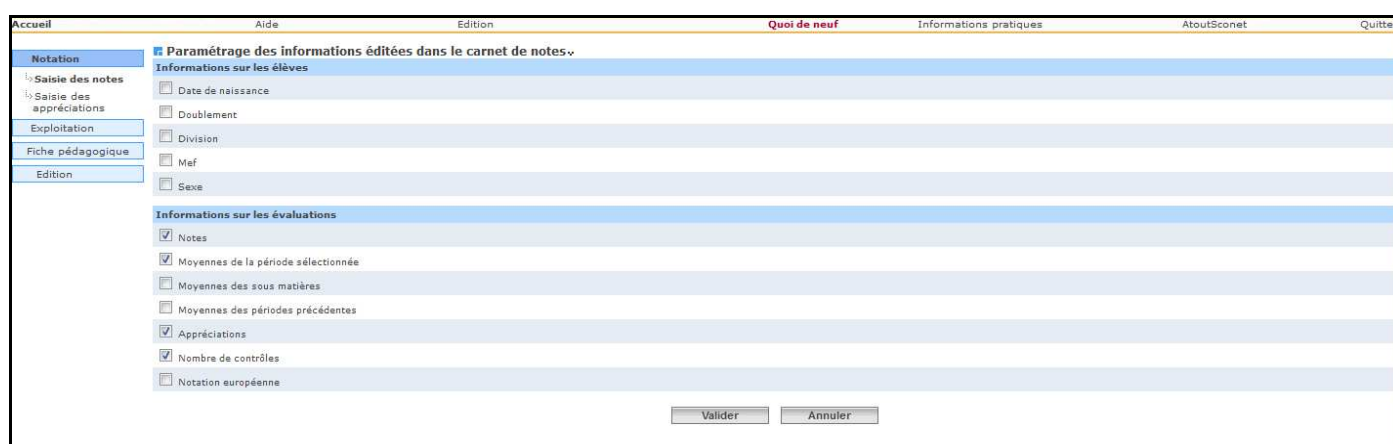 Accueil Aide Edition Quoi de neuf Informations pratiques AtoutSconet Quitte
Notation
Saisie des notes
Saisie des
appréciations
Exploitation
Fiche pédagogique
Edition
Paramétrage des informations éditées dans le carnet de notes
Informations sur les élèves
Date de naissance
Doublement
Division
Mef
Sexe
Informations sur les évaluations
Notes
Moyennes de la période sélectionnée
Moyennes des sous matières
Moyennes des périodes précédentes
Appréciations
Nombre de contrôles
Notation européenne
Valider Annuler